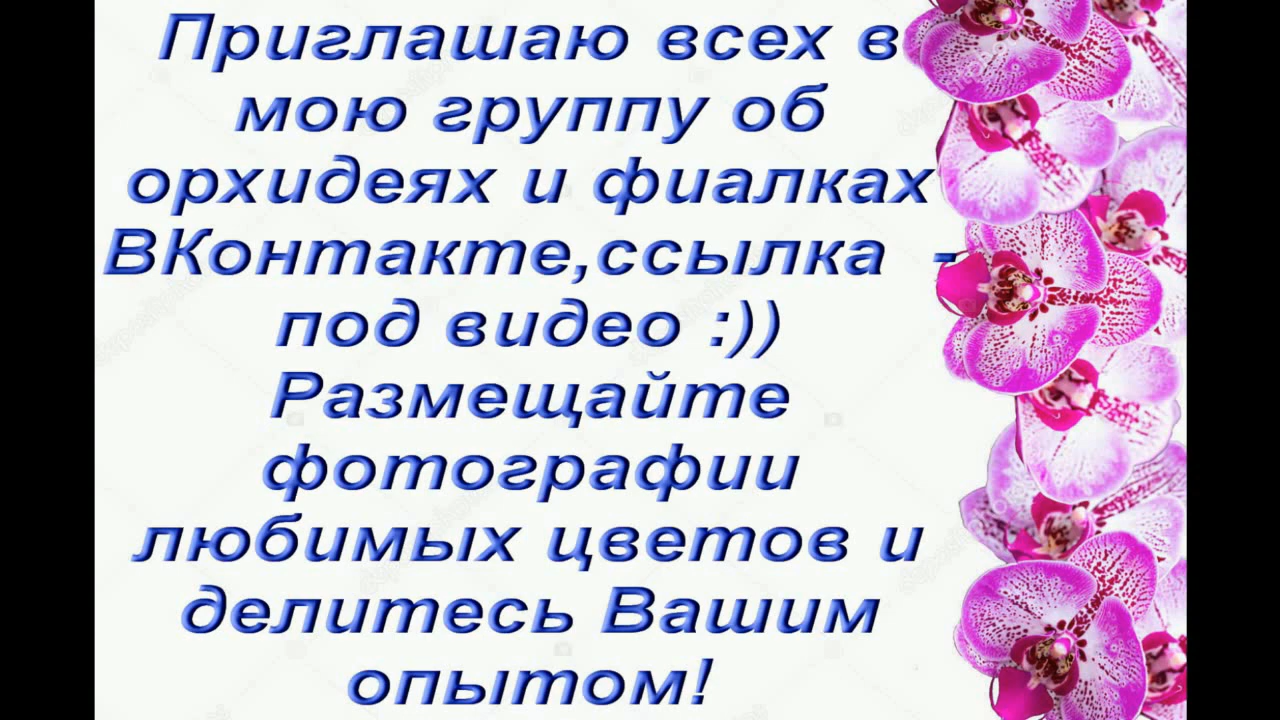 Приглашаю всех в
мою группу об
орхидеях и фиалках
ВКонтакте,ссылка -
под видео :))
Размещайте
фотографии
любимых цветов и
делитесь Вашим
опытом!